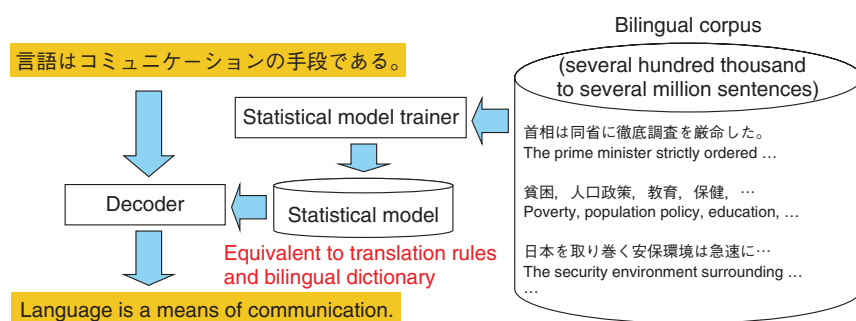 Bilingual corpus
(several hundred thousand
to several million sentences)
言語はコミュニケーションの手段である。
Statistical model trainer
首相は同省に徹底調査を厳命した。
The prime minister strictly ordered …
貧困，人口政策，教育，保健，…
Poverty, population policy, education, …
日本を取り巻く安保環境は急速に…
The security environment surrounding …
…
Decoder
Statistical model
Equivalent to translation rules
and bilingual dictionary
Language is a means of communication.